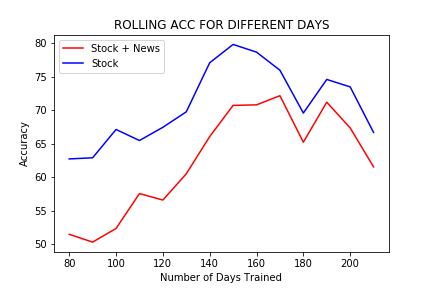 ROLLING ACC FOR DIFFERENT DAYS
Stock + News
Stock
80
75
70
65
60
55
50
Accuracy
80 100 120 140 160 180 200
Number of Days Trained